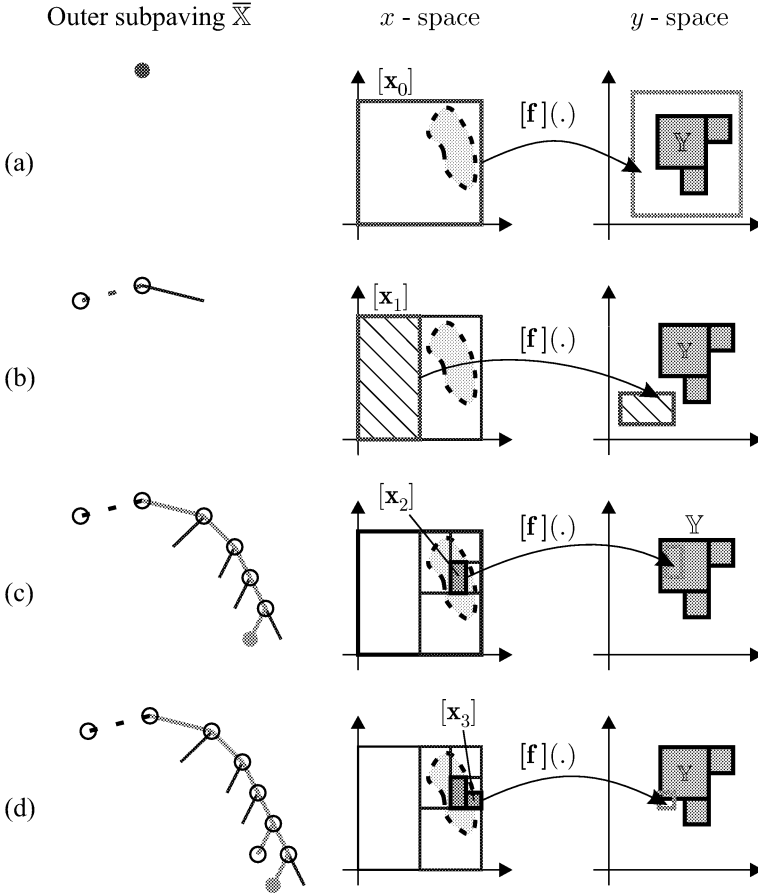 Outer subpaving 𝕏̅ x - space y - space
[x₀]
[f](.)
𝕐
(a)
[x₁]
[f](.)
𝕐
(b)
[x₂]
[f](.)
𝕐
(c)
[x₃]
[f](.)
𝕐
(d)